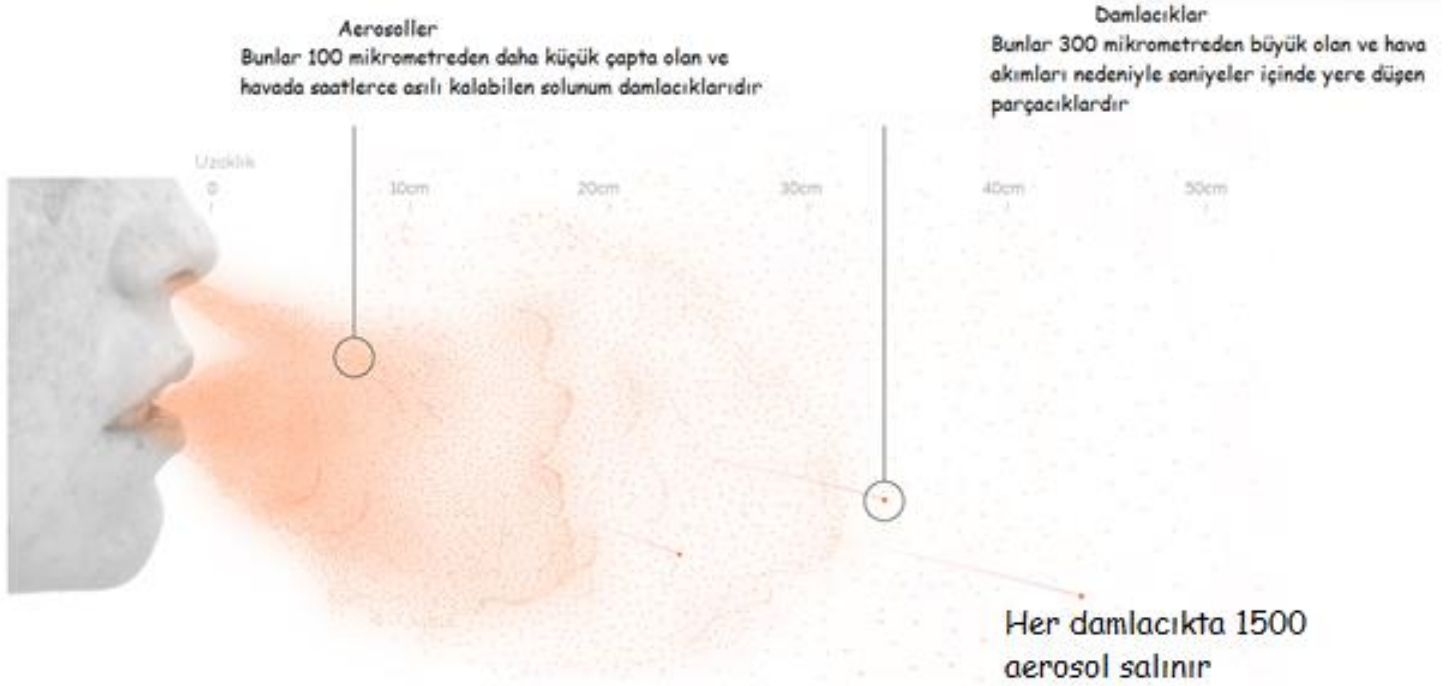 Aerosoller
Bunlar 100 mikrometreden daha küçük çapta olan ve
havada saatlerce asılı kalabilen solunum damlacıklarıdır
Damlacıklar
Bunlar 300 mikrometreden büyük olan ve hava
akımları nedeniyle saniyeler içinde yere düşen
parçacıklardır
Uzaklık
0 10cm 20cm 30cm 40cm 50cm
Her damlacıkta 1500
aerosol salınır